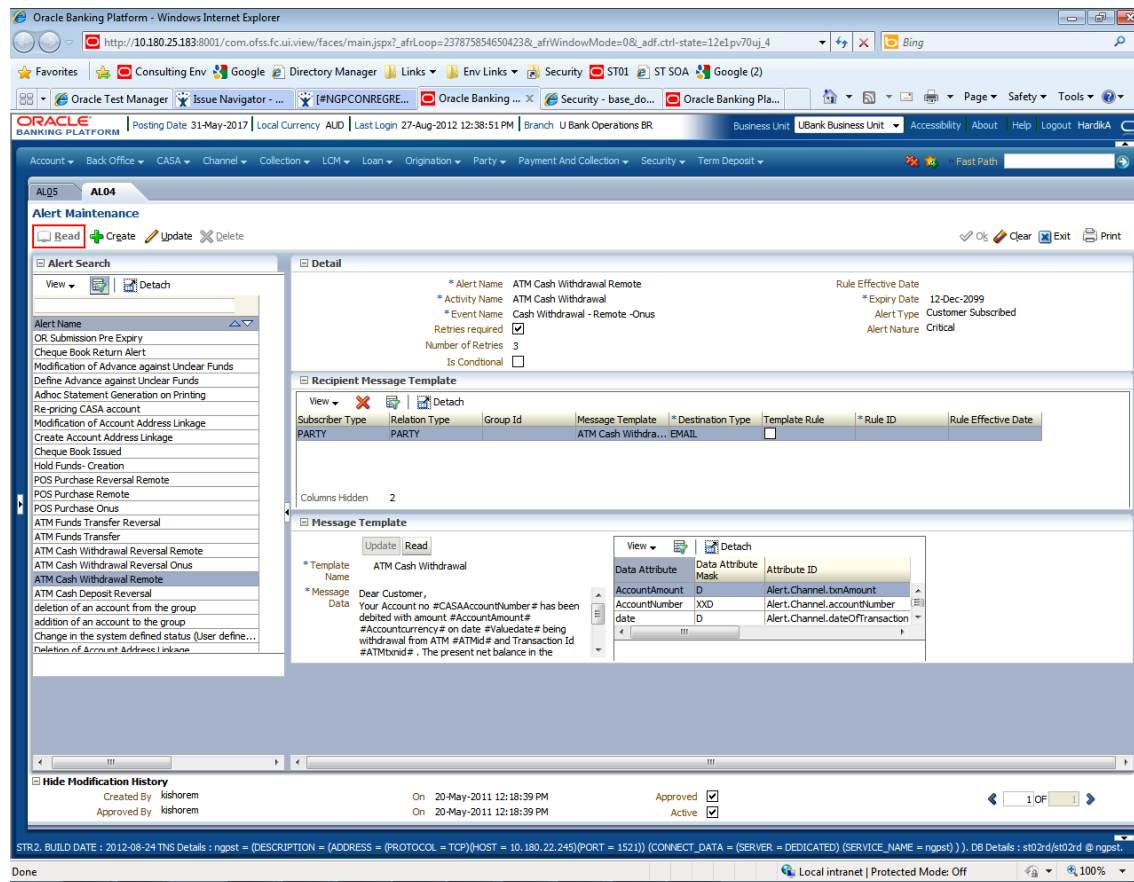 Oracle Banking Platform - Windows Internet Explorer
http://10.180.25.183:8001/com.ofss.fc.ui.view/faces/main.jspx?_afrLoop=237875854650423&_afrWindowMode=0&_adf.ctrl-state=12e1pv70uj_4 Bing
Favorites Consulting Env Google Directory Manager Links Env Links Security ST01 ST SOA Google (2)
Oracle Test Manager Issue Navigator - ... [#NGPCONREGRE... Oracle Banking ... X Security - base_do... Oracle Banking Pla... Page Safety Tools
ORACLE BANKING PLATFORM Posting Date 31-May-2017 Local Currency AUD Last Login 27-Aug-2012 12:38:51 PM Branch U Bank Operations BR Business Unit UBank Business Unit Accessibility About Help Logout HardikA
Account Back Office CASA Channel Collection LCM Loan Origination Party Payment And Collection Security Term Deposit Fast Path
AL05 AL04
Alert Maintenance
Read Create Update Delete Ok Clear Exit Print
Alert Search
View Detach
Alert Name
OR Submission Pre Expiry
Cheque Book Return Alert
Modification of Advance against Unclear Funds
Define Advance against Unclear Funds
Adhoc Statement Generation on Printing
Re-pricing CASA account
Modification of Account Address Linkage
Create Account Address Linkage
Cheque Book Issued
Hold Funds- Creation
POS Purchase Reversal Remote
POS Purchase Remote
POS Purchase Onus
ATM Funds Transfer Reversal
ATM Funds Transfer
ATM Cash Withdrawal Reversal Remote
ATM Cash Withdrawal Reversal Onus
ATM Cash Withdrawal Remote
ATM Cash Deposit Reversal
deletion of an account from the group
addition of an account to the group
Change in the system defined status (User define...
Deletion of Account Address Linkage
Detail
* Alert Name ATM Cash Withdrawal Remote Rule Effective Date
* Activity Name ATM Cash Withdrawal * Expiry Date 12-Dec-2099
* Event Name Cash Withdrawal - Remote -Onus Alert Type Customer Subscribed
Retries required Alert Nature Critical
Number of Retries 3
Is Condtional
Recipient Message Template
View Detach
Subscriber Type Relation Type Group Id Message Template * Destination Type Template Rule * Rule ID Rule Effective Date
PARTY PARTY ATM Cash Withdra... EMAIL
Columns Hidden 2
Message Template
Update Read
* Template Name ATM Cash Withdrawal
* Message Data Dear Customer,
Your Account no #CASAAccountNumber# has been
debited with amount #AccountAmount#
#Accountcurrency# on date #Valuedate# being
withdrawal from ATM #ATMid# and Transaction Id
#ATMtxnid# . The present net balance in the
View Detach
Data Attribute Data Attribute Mask Attribute ID
AccountAmount D Alert.Channel.txnAmount
AccountNumber XXD Alert.Channel.accountNumber
date D Alert.Channel.dateOfTransaction
Hide Modification History
Created By kishorem On 20-May-2011 12:18:39 PM Approved
Approved By kishorem On 20-May-2011 12:18:39 PM Active
1 OF 1
STR2. BUILD DATE : 2012-08-24 TNS Details : ngpst = (DESCRIPTION = (ADDRESS = (PROTOCOL = TCP)(HOST = 10.180.22.245)(PORT = 1521)) (CONNECT_DATA = (SERVER = DEDICATED) (SERVICE_NAME = ngpst) ) ). DB Details : st02rd/st02rd @ ngpst.
Done Local intranet | Protected Mode: Off 100%